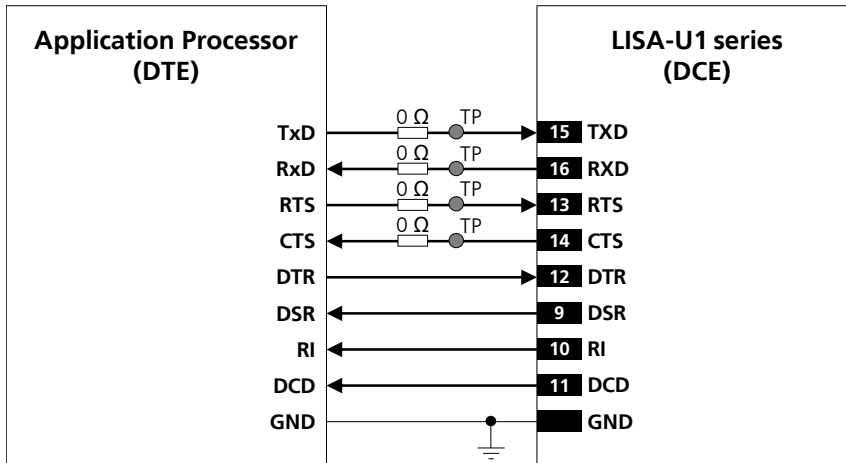 Application Processor
(DTE)
LISA-U1 series
(DCE)
TxD 0 Ω TP 15 TXD
RxD 0 Ω TP 16 RXD
RTS 0 Ω TP 13 RTS
CTS 0 Ω TP 14 CTS
DTR 12 DTR
DSR 9 DSR
RI 10 RI
DCD 11 DCD
GND GND